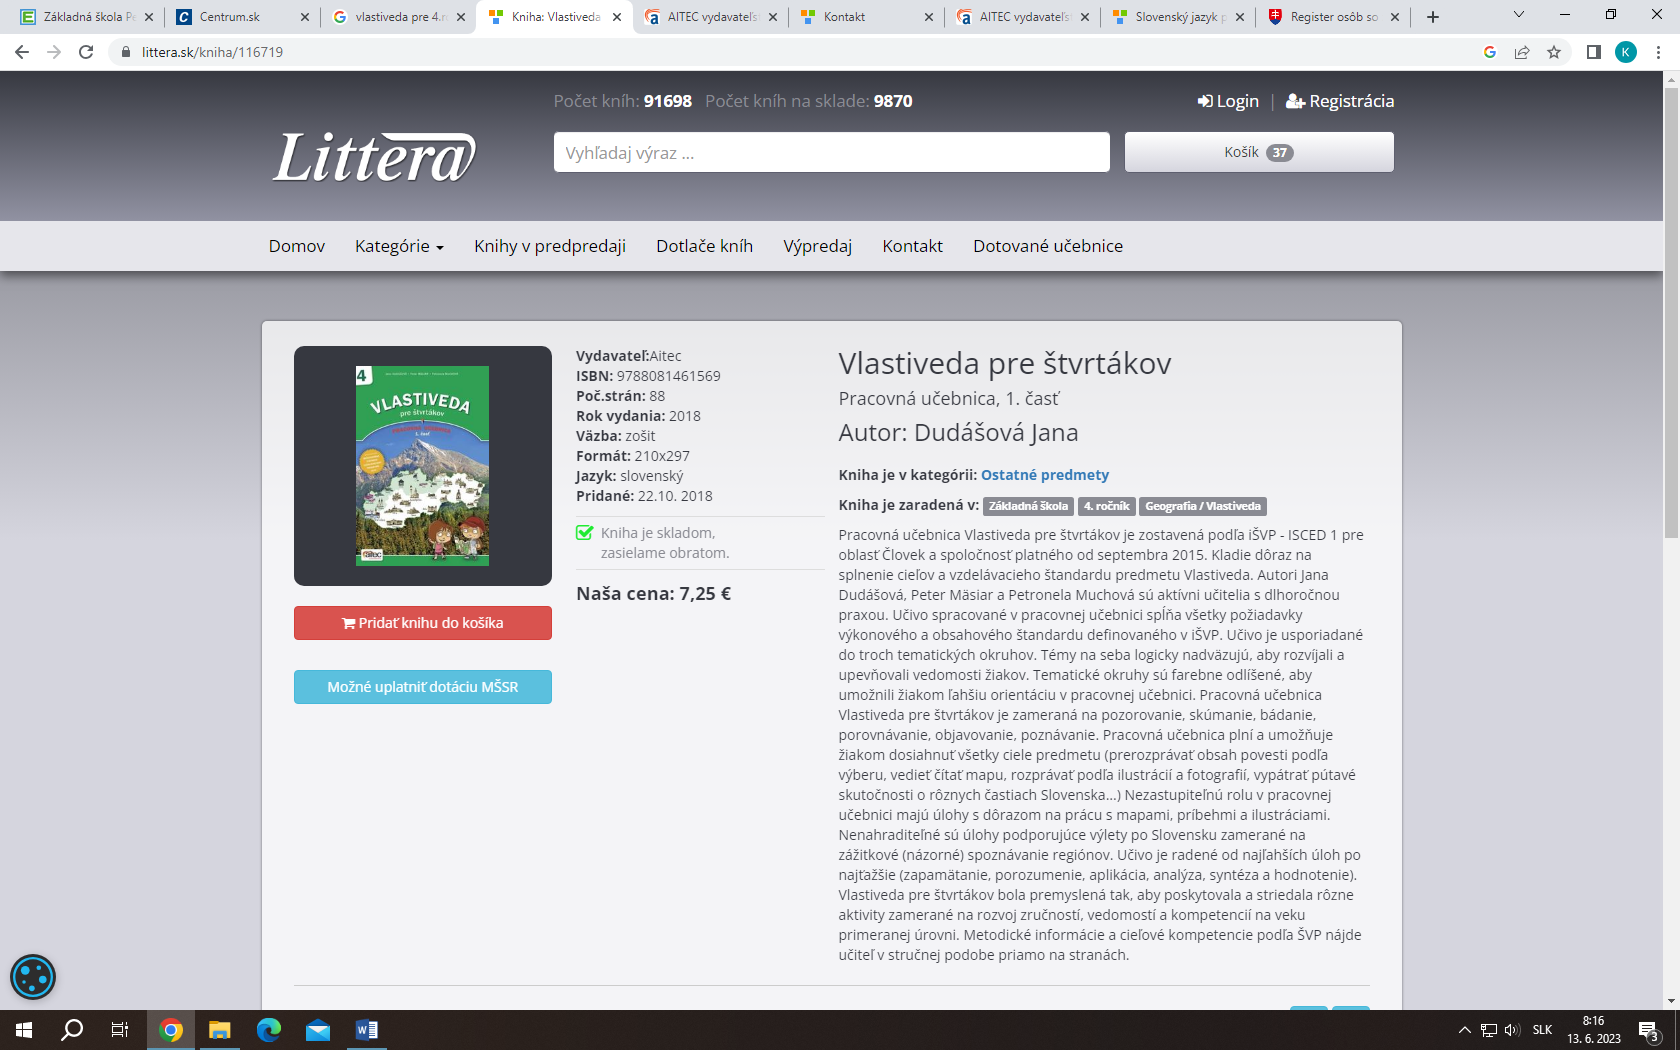 Základná škola Pe
Centrum.sk
vlastiveda pre 4.r
Kniha: Vlastiveda
AITEC vydavateľs
Kontakt
AITEC vydavateľs
Slovenský jazyk p
Register osôb so
littera.sk/kniha/116719
K
Počet kníh: 91698 Počet kníh na sklade: 9870
Login | Registrácia
Littera
Vyhľadaj výraz ...
Košík 37
Domov Kategórie Knihy v predpredaji Dotlače kníh Výpredaj Kontakt Dotované učebnice
4
VLASTIVEDA
pre štvrtákov
1. časť
aitec
Pridať knihu do košíka
Možné uplatniť dotáciu MŠSR
Vydavateľ:Aitec
ISBN: 9788081461569
Poč.strán: 88
Rok vydania: 2018
Väzba: zošit
Formát: 210x297
Jazyk: slovenský
Pridané: 22.10. 2018
Kniha je skladom,
zasielame obratom.
Naša cena: 7,25 €
Vlastiveda pre štvrtákov
Pracovná učebnica, 1. časť
Autor: Dudášová Jana
Kniha je v kategórii: Ostatné predmety
Kniha je zaradená v: Základná škola 4. ročník Geografia / Vlastiveda
Pracovná učebnica Vlastiveda pre štvrtákov je zostavená podľa iŠVP - ISCED 1 pre
oblasť Človek a spoločnosť platného od septembra 2015. Kladie dôraz na
splnenie cieľov a vzdelávacieho štandardu predmetu Vlastiveda. Autori Jana
Dudášová, Peter Mäsiar a Petronela Muchová sú aktívni učitelia s dlhoročnou
praxou. Učivo spracované v pracovnej učebnici spĺňa všetky požiadavky
výkonového a obsahového štandardu definovaného v iŠVP. Učivo je usporiadané
do troch tematických okruhov. Témy na seba logicky nadväzujú, aby rozvíjali a
upevňovali vedomosti žiakov. Tematické okruhy sú farebne odlíšené, aby
umožnili žiakom ľahšiu orientáciu v pracovnej učebnici. Pracovná učebnica
Vlastiveda pre štvrtákov je zameraná na pozorovanie, skúmanie, bádanie,
porovnávanie, objavovanie, poznávanie. Pracovná učebnica plní a umožňuje
žiakom dosiahnuť všetky ciele predmetu (prerozprávať obsah povesti podľa
výberu, vedieť čítať mapu, rozprávať podľa ilustrácií a fotografií, vypátrať pútavé
skutočnosti o rôznych častiach Slovenska...) Nezastupiteľnú rolu v pracovnej
učebnici majú úlohy s dôrazom na prácu s mapami, príbehmi a ilustráciami.
Nenahraditeľné sú úlohy podporujúce výlety po Slovensku zamerané na
zážitkové (názorné) spoznávanie regiónov. Učivo je radené od najľahších úloh po
najťažšie (zapamätanie, porozumenie, aplikácia, analýza, syntéza a hodnotenie).
Vlastiveda pre štvrtákov bola premyslená tak, aby poskytovala a striedala rôzne
aktivity zamerané na rozvoj zručností, vedomostí a kompetencií na veku
primeranej úrovni. Metodické informácie a cieľové kompetencie podľa ŠVP nájde
učiteľ v stručnej podobe priamo na stranách.
SLK
8:16
13. 6. 2023
3